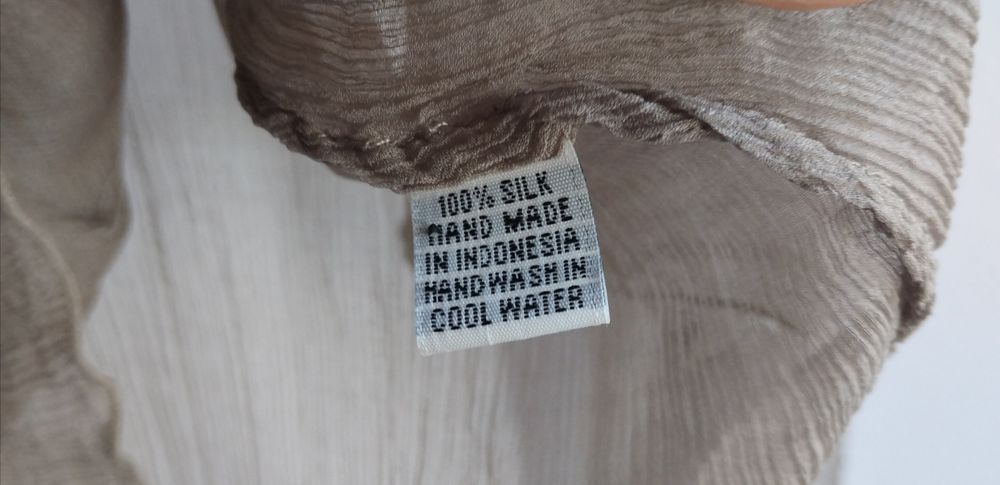 100% SILK
HAND MADE
IN INDONESIA
HAND WASH IN
COOL WATER